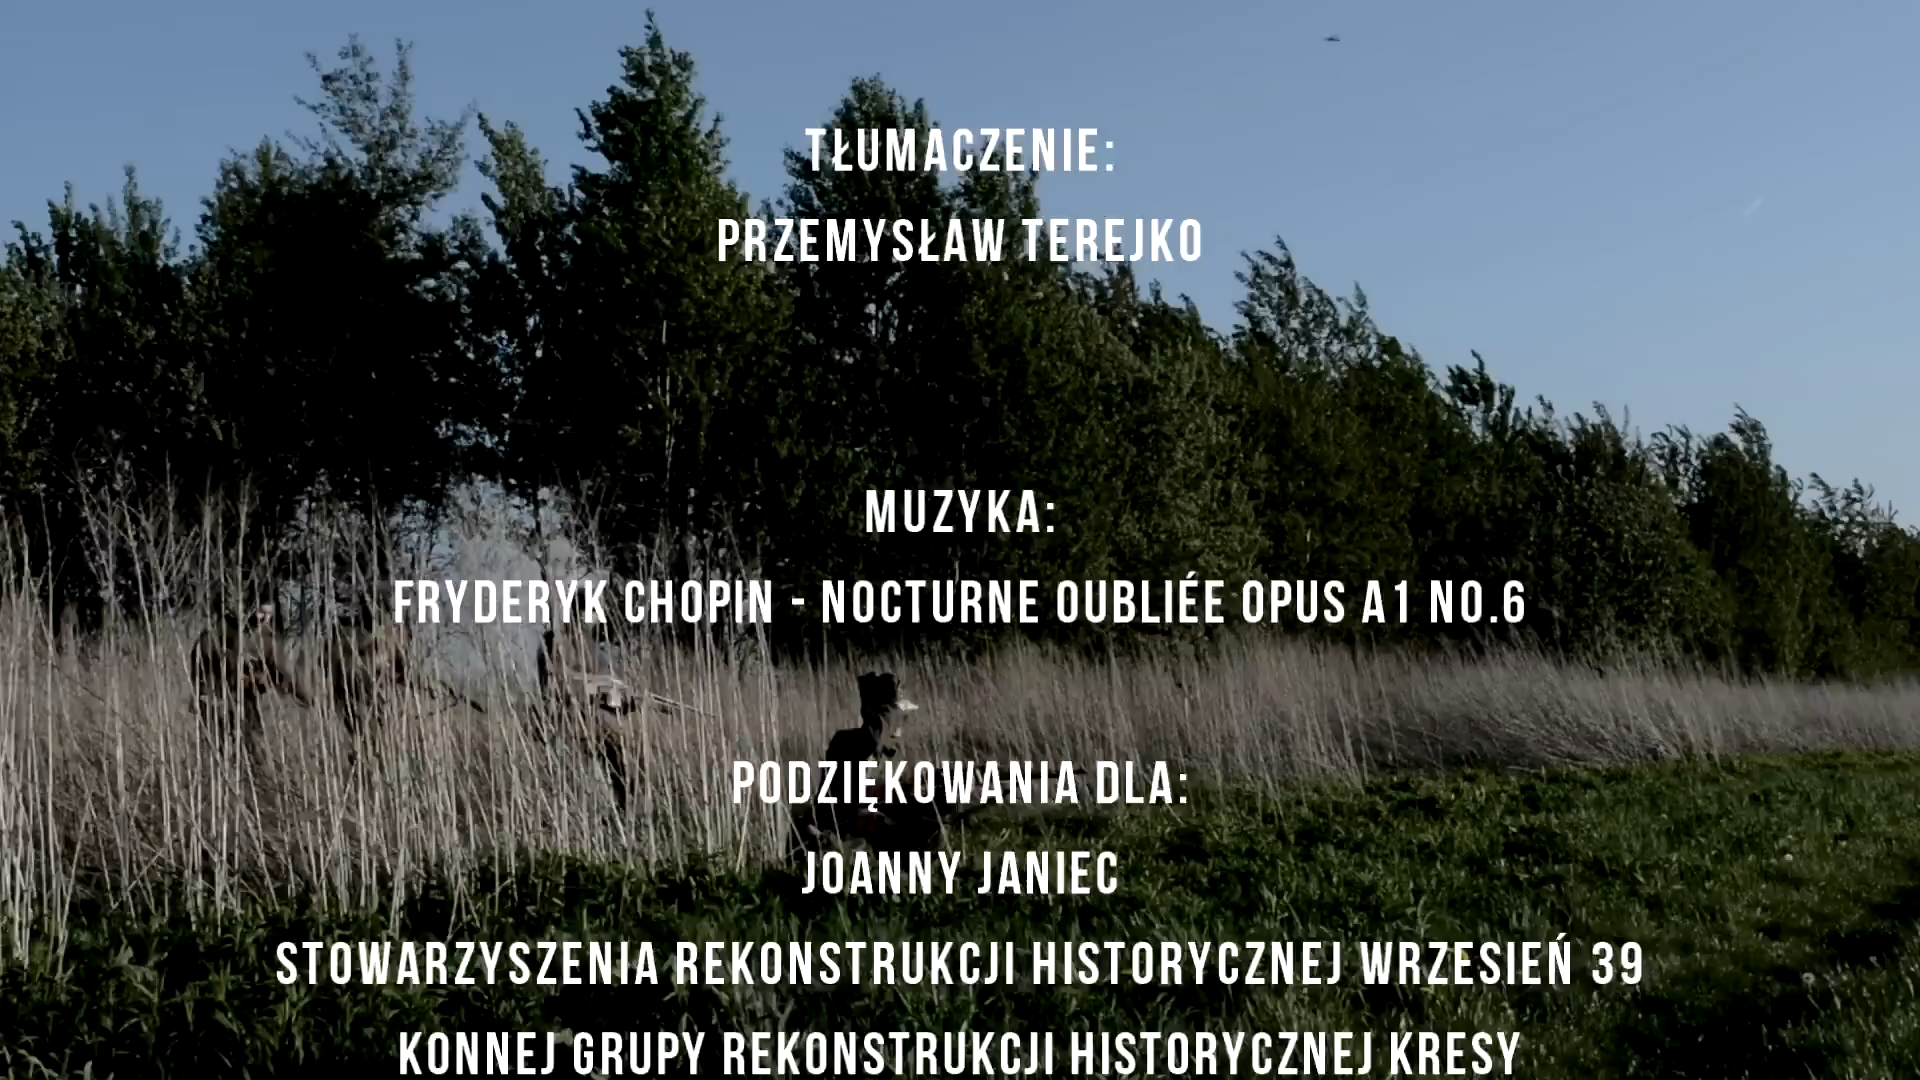 TŁUMACZENIE:
PRZEMYSŁAW TEREJKO
MUZYKA:
FRYDERYK CHOPIN - NOCTURNE OUBLIÉE OPUS A1 NO.6
PODZIĘKOWANIA DLA:
JOANNY JANIEC
STOWARZYSZENIA REKONSTRUKCJI HISTORYCZNEJ WRZESIEŃ 39
KONNEJ GRUPY REKONSTRUKCJI HISTORYCZNEJ KRESY